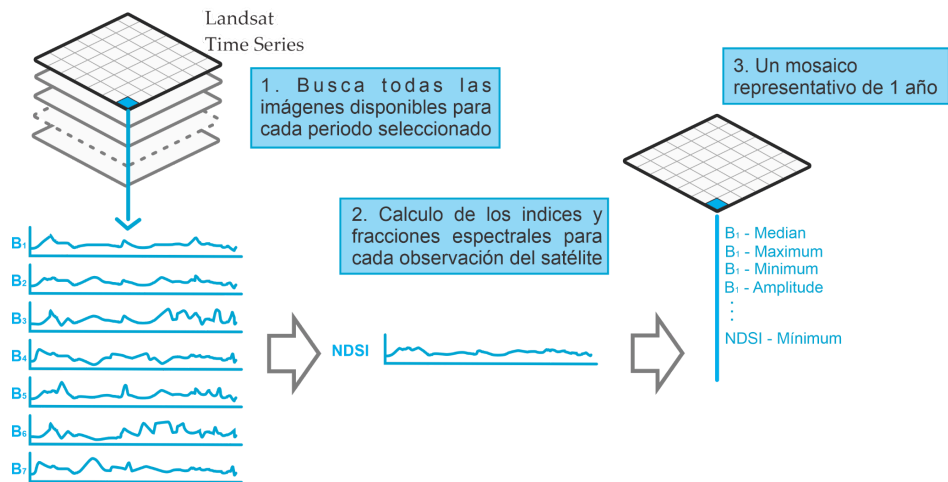 Landsat
Time Series
1. Busca todas las
imágenes disponibles para
cada periodo seleccionado
3. Un mosaico
representativo de 1 año
2. Calculo de los indices y
fracciones espectrales para
cada observación del satélite
B1
B2
B3
B4
B5
B6
B7
NDSI
B1 - Median
B1 - Maximum
B1 - Minimum
B1 - Amplitude
NDSI - Mínimum